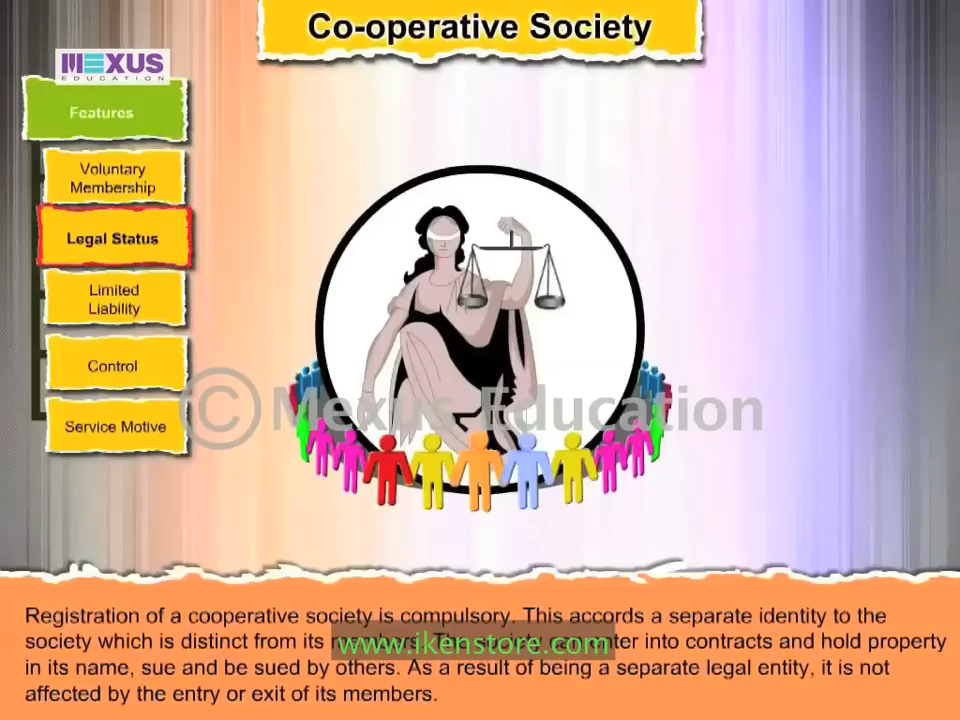 Co-operative Society
MEXUS
EDUCATION
Features
Voluntary
Membership
Legal Status
Limited
Liability
Control
Service Motive
© Mexus Education
Registration of a cooperative society is compulsory. This accords a separate identity to the
society which is distinct from its into contracts and hold property
www.ikenstore.com
in its name, sue and be sued by others. As a result of being a separate legal entity, it is not
affected by the entry or exit of its members.